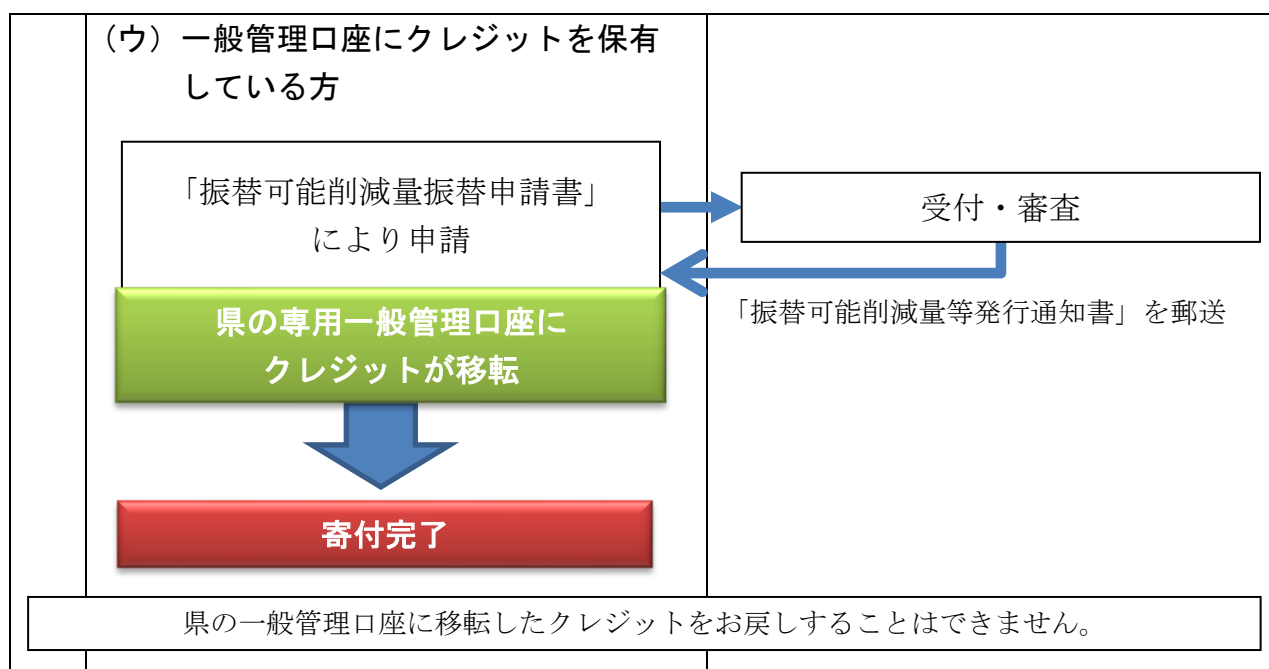 (ウ)一般管理口座にクレジットを保有
している方
「振替可能削減量振替申請書」
により申請
受付・審査
「振替可能削減量等発行通知書」を郵送
県の専用一般管理口座に
クレジットが移転
寄付完了
県の一般管理口座に移転したクレジットをお戻しすることはできません。